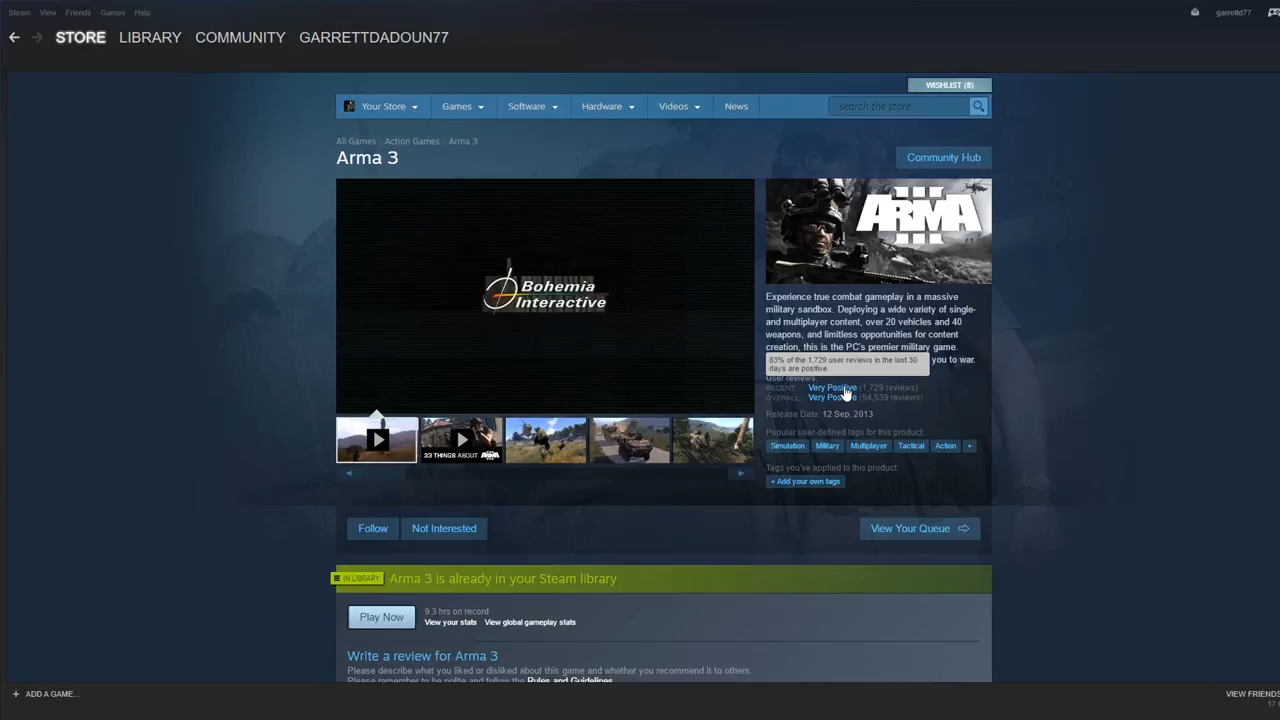 Steam View Friends Games Help
garrettd77
STORE LIBRARY COMMUNITY GARRETTDADOUN77
WISHLIST (8)
Your Store Games Software Hardware Videos News
search the store
All Games Action Games Arma 3
Arma 3
Community Hub
Bohemia
Interactive
ARMA III
Experience true combat gameplay in a massive
military sandbox. Deploying a wide variety of single-
and multiplayer content, over 20 vehicles and 40
weapons, and limitless opportunities for content
creation, this is the PC's premier military game.
you to war.
83% of the 1,729 user reviews in the last 30
days are positive.
User reviews:
RECENT: Very Positive (1,729 reviews)
OVERALL: Very Positive (54,539 reviews)
Release Date: 12 Sep, 2013
Popular user-defined tags for this product:
Simulation Military Multiplayer Tactical Action +
33 THINGS ABOUT ARMA
Tags you've applied to this product:
+ Add your own tags
Follow Not Interested
View Your Queue
IN LIBRARY
Arma 3 is already in your Steam library
Play Now
9.3 hrs on record
View your stats View global gameplay stats
Write a review for Arma 3
Please describe what you liked or disliked about this game and whether you recommend it to others.
Please remember to be polite and follow the Rules and Guidelines.
+ ADD A GAME...
VIEW FRIENDS
17